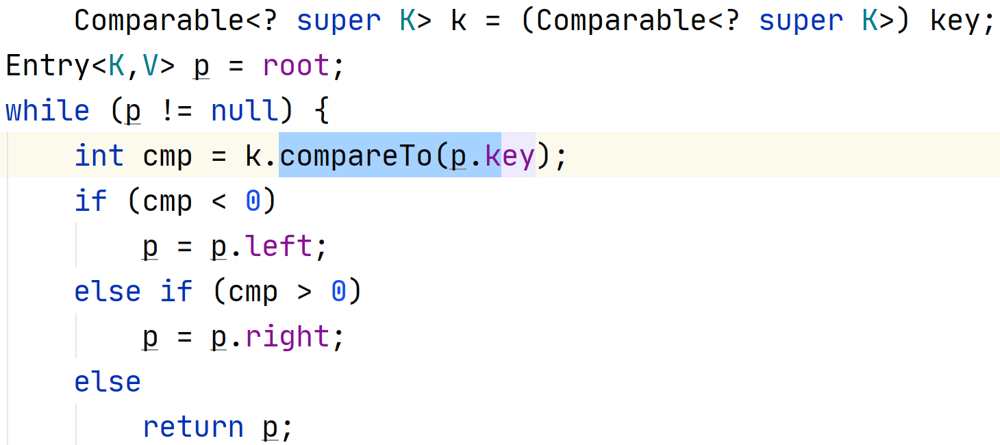 Comparable<? super K> k = (Comparable<? super K>) key;
Entry<K,V> p = root;
while (p != null) {
    int cmp = k.compareTo(p.key);
    if (cmp < 0)
        p = p.left;
    else if (cmp > 0)
        p = p.right;
    else
        return p;